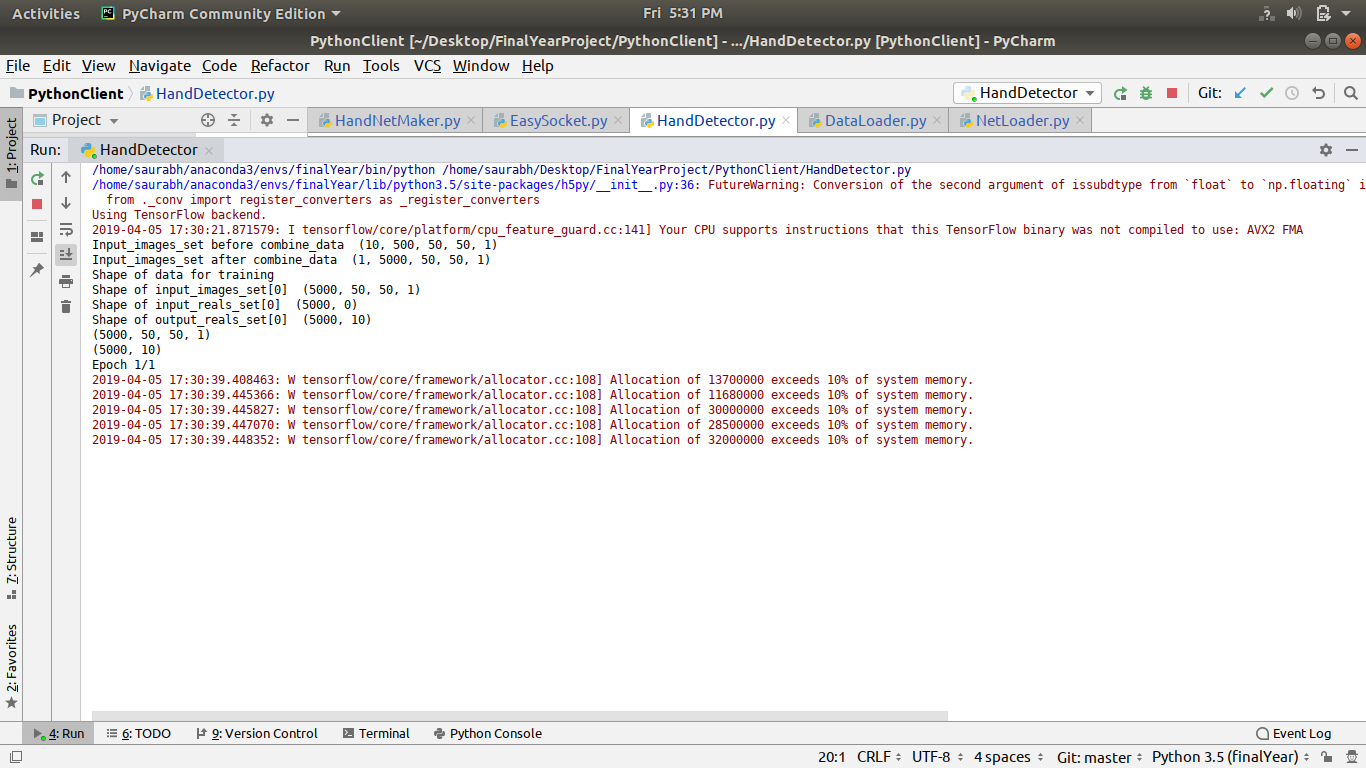 Activities PyCharm Community Edition Fri 5:31 PM
PythonClient [~/Desktop/FinalYearProject/PythonClient] - .../HandDetector.py [PythonClient] - PyCharm
File Edit View Navigate Code Refactor Run Tools VCS Window Help
PythonClient HandDetector.py HandDetector Git:
Project HandNetMaker.py EasySocket.py HandDetector.py DataLoader.py NetLoader.py
1: Project
Run: HandDetector
/home/saurabh/anaconda3/envs/finalYear/bin/python /home/saurabh/Desktop/FinalYearProject/PythonClient/HandDetector.py
/home/saurabh/anaconda3/envs/finalYear/lib/python3.5/site-packages/h5py/__init__.py:36: FutureWarning: Conversion of the second argument of issubdtype from `float` to `np.floating` i
from ._conv import register_converters as _register_converters
Using TensorFlow backend.
2019-04-05 17:30:21.871579: I tensorflow/core/platform/cpu_feature_guard.cc:141] Your CPU supports instructions that this TensorFlow binary was not compiled to use: AVX2 FMA
Input_images_set before combine_data  (10, 500, 50, 50, 1)
Input_images_set after combine_data  (1, 5000, 50, 50, 1)
Shape of data for training
Shape of input_images_set[0]  (5000, 50, 50, 1)
Shape of input_reals_set[0]  (5000, 0)
Shape of output_reals_set[0]  (5000, 10)
(5000, 50, 50, 1)
(5000, 10)
Epoch 1/1
2019-04-05 17:30:39.408463: W tensorflow/core/framework/allocator.cc:108] Allocation of 13700000 exceeds 10% of system memory.
2019-04-05 17:30:39.445366: W tensorflow/core/framework/allocator.cc:108] Allocation of 11680000 exceeds 10% of system memory.
2019-04-05 17:30:39.445827: W tensorflow/core/framework/allocator.cc:108] Allocation of 30000000 exceeds 10% of system memory.
2019-04-05 17:30:39.447070: W tensorflow/core/framework/allocator.cc:108] Allocation of 28500000 exceeds 10% of system memory.
2019-04-05 17:30:39.448352: W tensorflow/core/framework/allocator.cc:108] Allocation of 32000000 exceeds 10% of system memory.
7: Structure
2: Favorites
4: Run 6: TODO 9: Version Control Terminal Python Console Event Log
20:1 CRLF UTF-8 4 spaces Git: master Python 3.5 (finalYear)